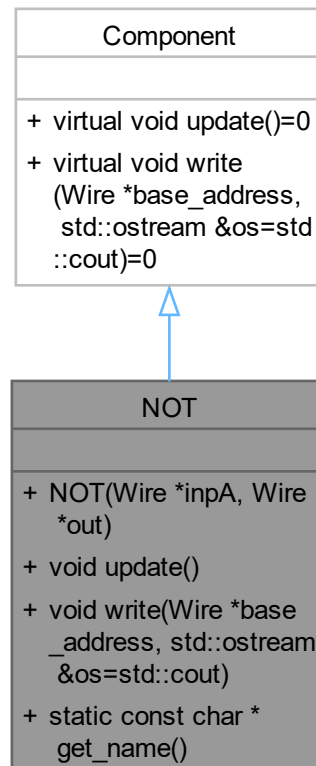 Component
+ virtual void update()=0
+ virtual void write
(Wire *base_address,
std::ostream &os=std
::cout)=0
NOT
+ NOT(Wire *inpA, Wire
*out)
+ void update()
+ void write(Wire *base
_address, std::ostream
&os=std::cout)
+ static const char *
get_name()